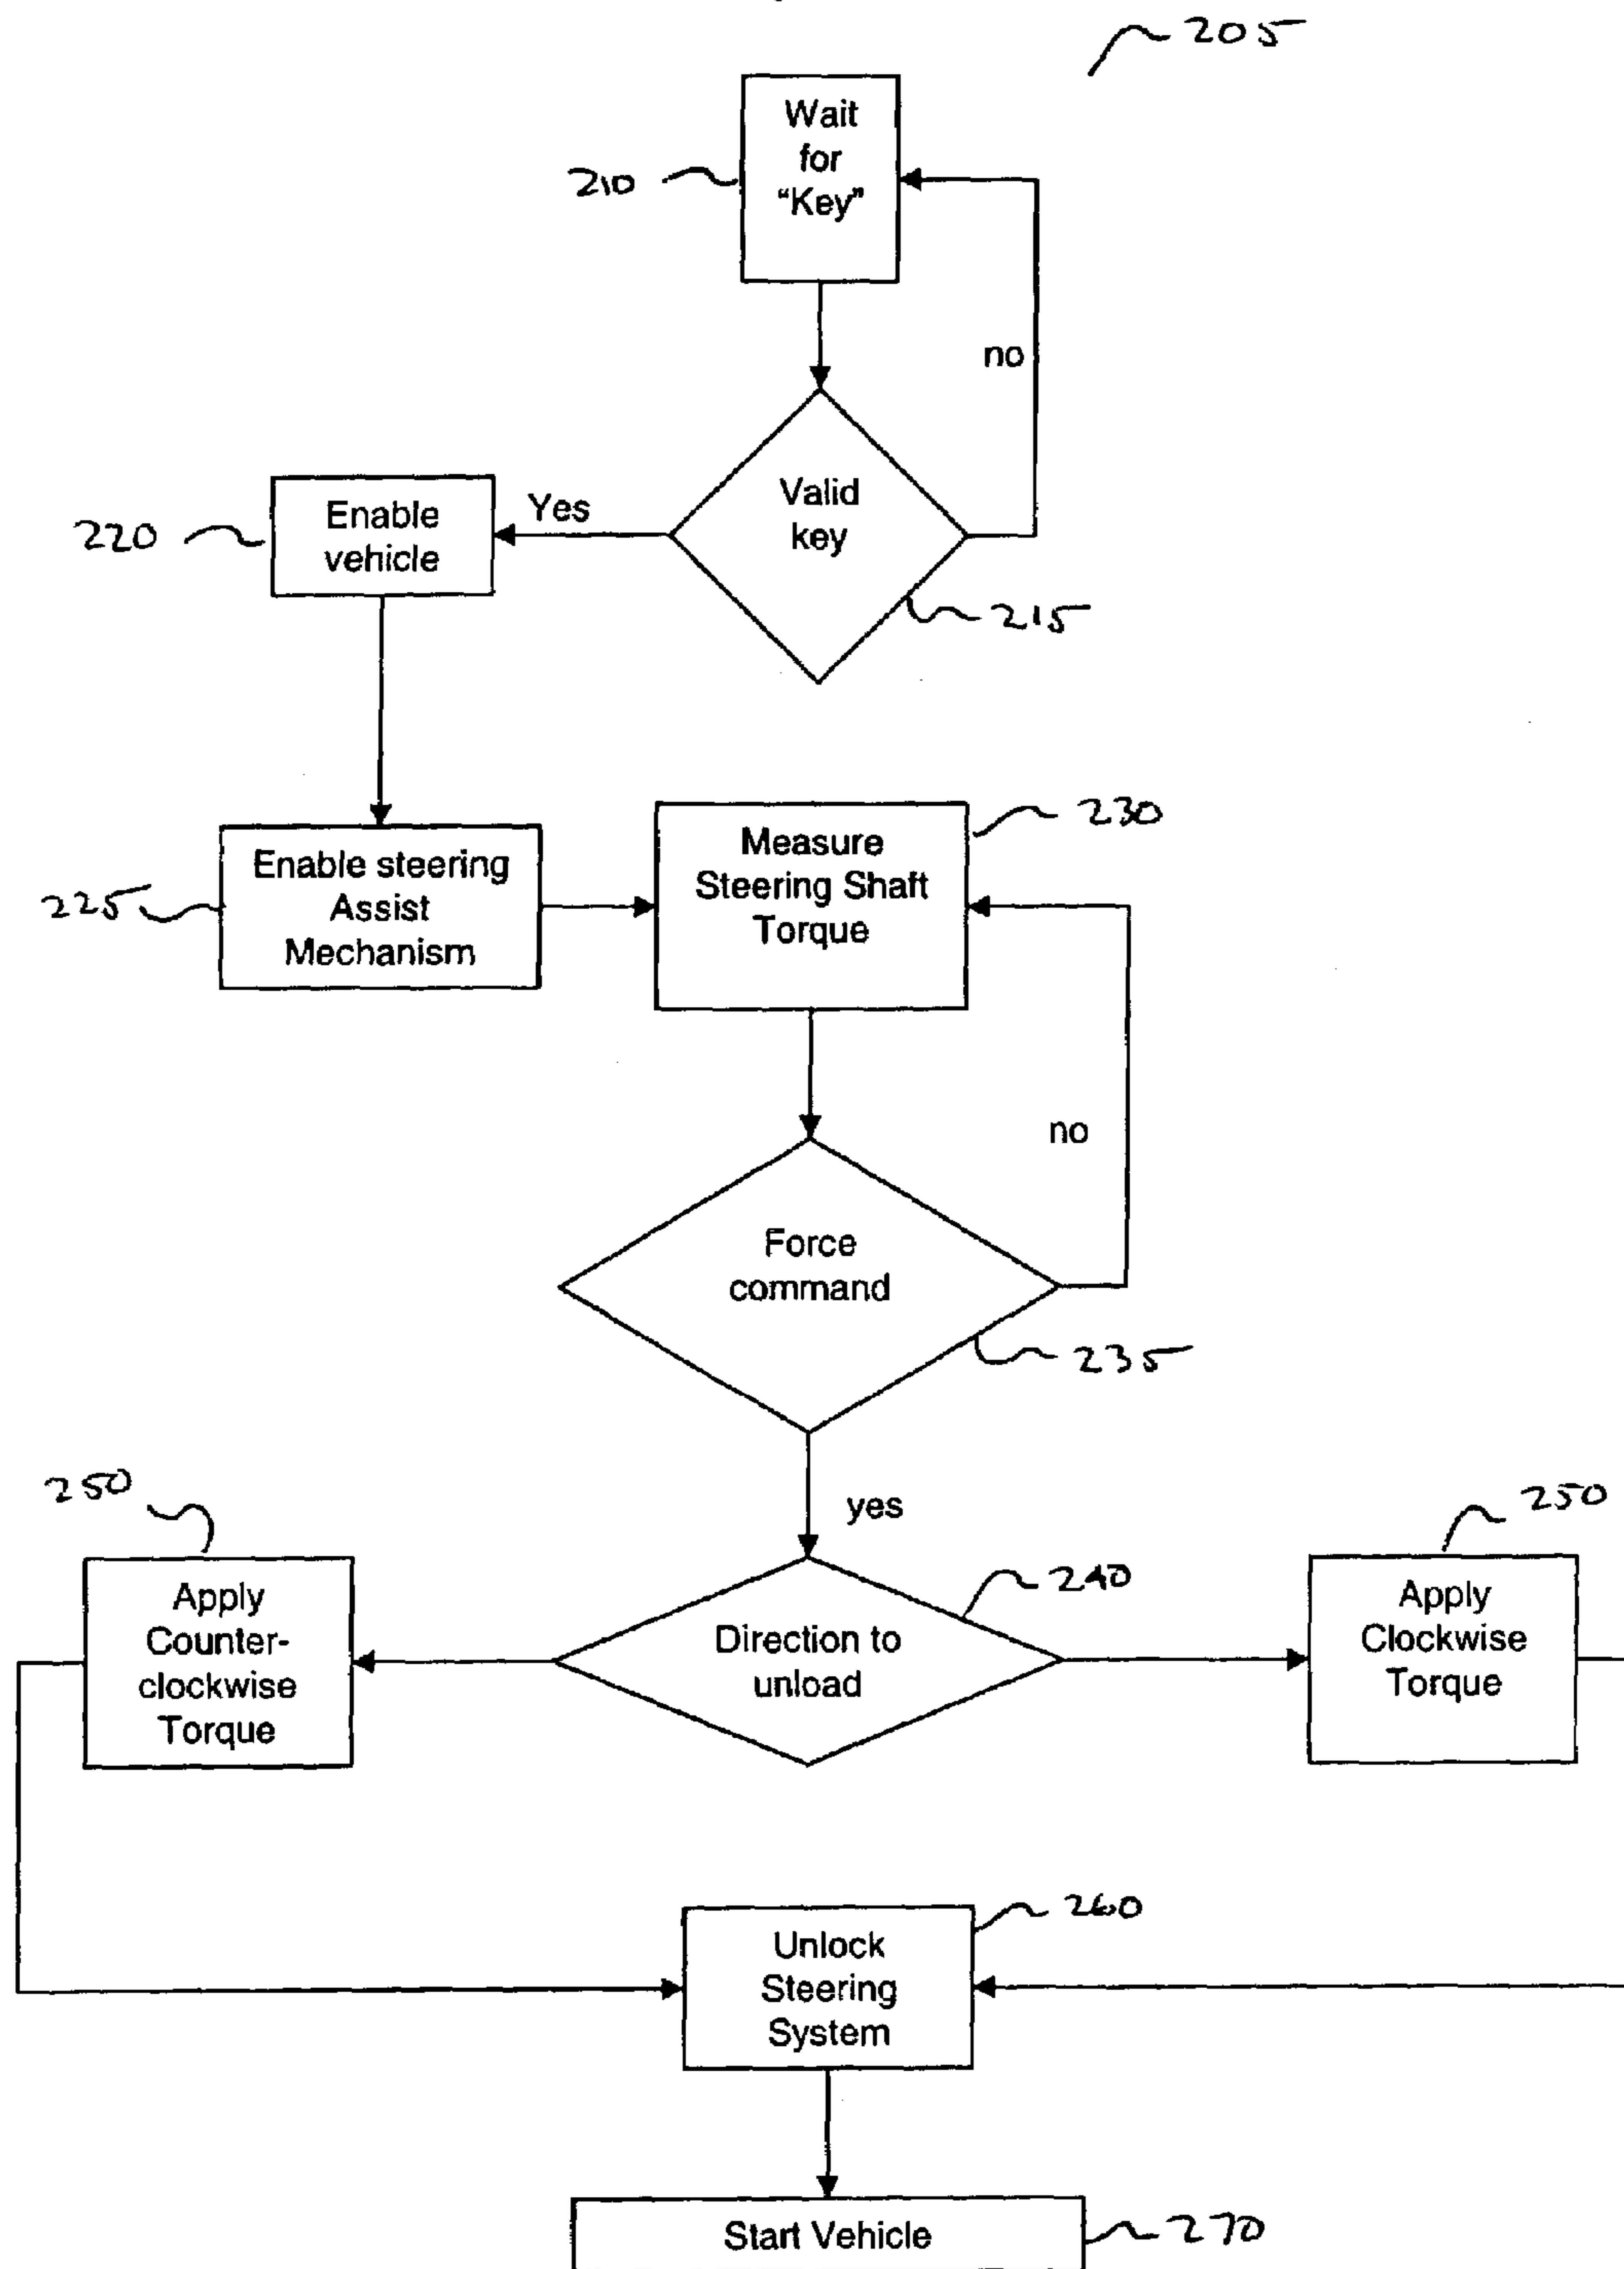 205
Wait
for
"Key"
210
no
Valid
key
Yes
Enable
vehicle
220
215
Enable steering
Assist
Mechanism
225
Measure
Steering Shaft
Torque
230
no
Force
command
235
yes
250
Apply
Counter-
clockwise
Torque
Direction to
unload
240
250
Apply
Clockwise
Torque
Unlock
Steering
System
260
Start Vehicle
270